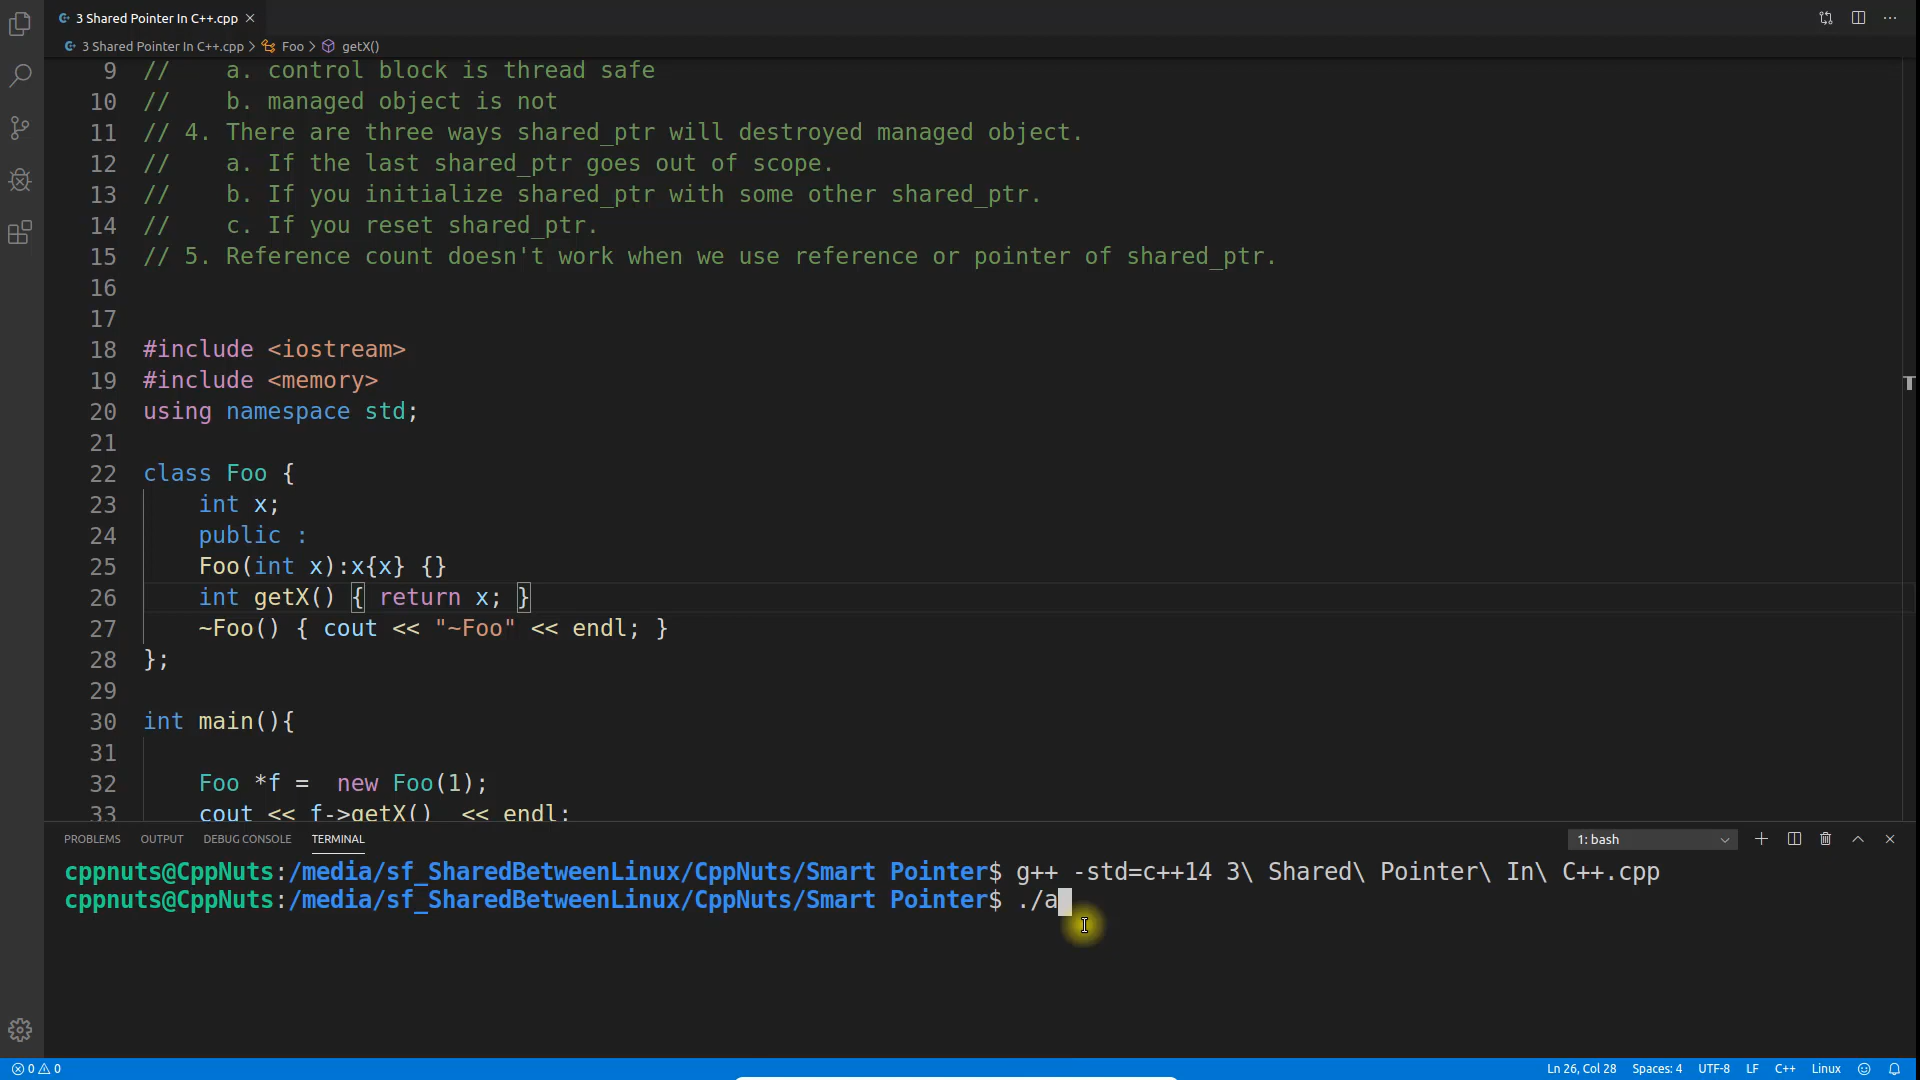 3 Shared Pointer In C++.cpp
3 Shared Pointer In C++.cpp > Foo > getX()
9 //    a. control block is thread safe
10 //    b. managed object is not
11 // 4. There are three ways shared_ptr will destroyed managed object.
12 //    a. If the last shared_ptr goes out of scope.
13 //    b. If you initialize shared_ptr with some other shared_ptr.
14 //    c. If you reset shared_ptr.
15 // 5. Reference count doesn't work when we use reference or pointer of shared_ptr.
16
17
18 #include <iostream>
19 #include <memory>
20 using namespace std;
21
22 class Foo {
23     int x;
24     public :
25     Foo(int x):x{x} {}
26     int getX() { return x; }
27     ~Foo() { cout << "~Foo" << endl; }
28 };
29
30 int main(){
31
32     Foo *f =  new Foo(1);
33     cout << f->getX()  << endl;
PROBLEMS OUTPUT DEBUG CONSOLE TERMINAL 1: bash
cppnuts@CppNuts:/media/sf_SharedBetweenLinux/CppNuts/Smart Pointer$ g++ -std=c++14 3\ Shared\ Pointer\ In\ C++.cpp
cppnuts@CppNuts:/media/sf_SharedBetweenLinux/CppNuts/Smart Pointer$ ./a
0 0 Ln 26, Col 28 Spaces: 4 UTF-8 LF C++ Linux